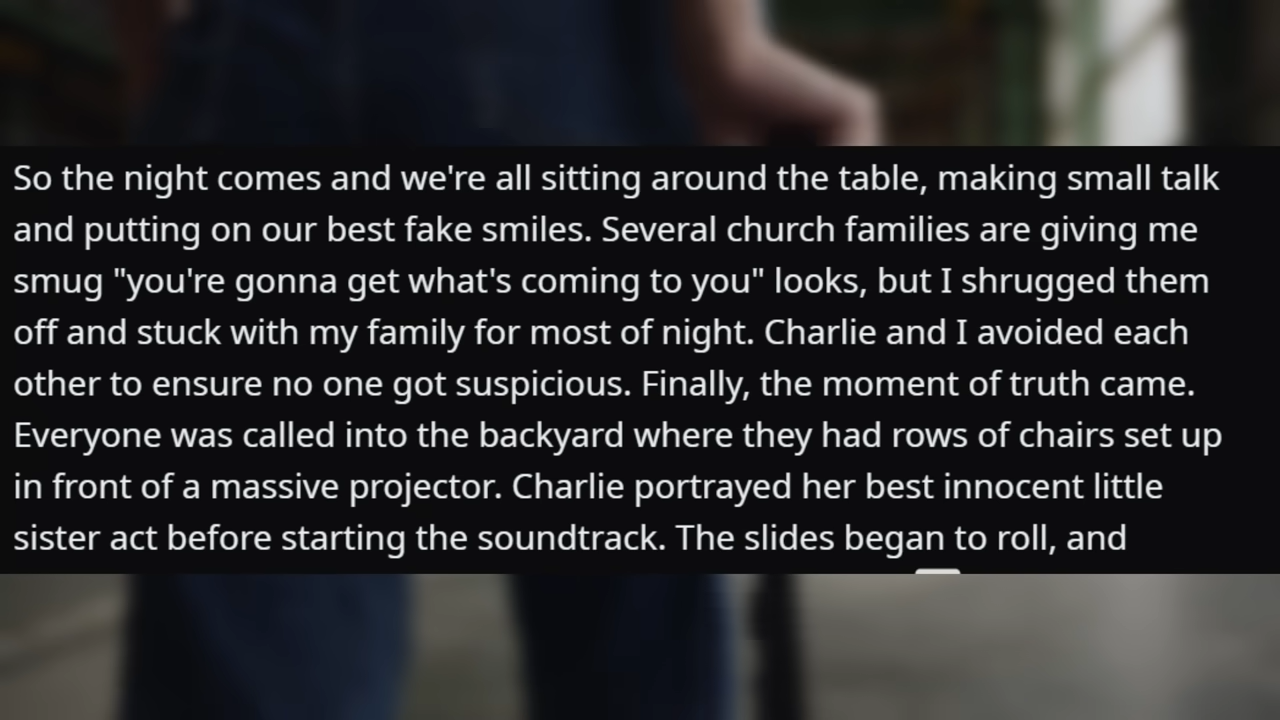 So the night comes and we're all sitting around the table, making small talk
and putting on our best fake smiles. Several church families are giving me
smug "you're gonna get what's coming to you" looks, but I shrugged them
off and stuck with my family for most of night. Charlie and I avoided each
other to ensure no one got suspicious. Finally, the moment of truth came.
Everyone was called into the backyard where they had rows of chairs set up
in front of a massive projector. Charlie portrayed her best innocent little
sister act before starting the soundtrack. The slides began to roll, and